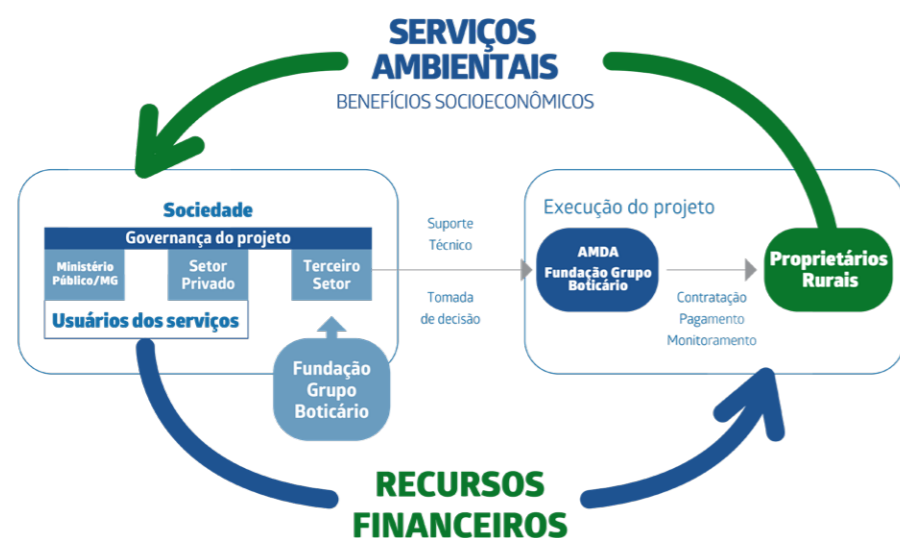 SERVIÇOS
AMBIENTAIS
BENEFÍCIOS SOCIOECONÔMICOS
Sociedade
Governança do projeto
Ministério
Público/MG
Setor
Privado
Terceiro
Setor
Usuários dos serviços
Fundação
Grupo
Boticário
Suporte
Técnico
Tomada
de decisão
Execução do projeto
AMDA
Fundação Grupo
Boticário
Contratação
Pagamento
Monitoramento
Proprietários
Rurais
RECURSOS
FINANCEIROS